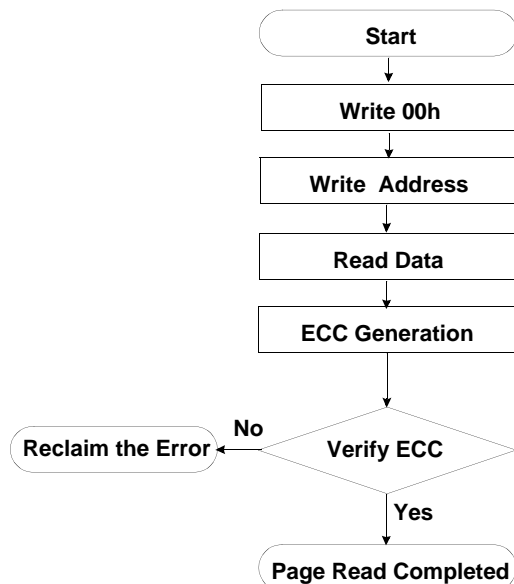 Start
Write 00h
Write Address
Read Data
ECC Generation
No
Reclaim the Error
Verify ECC
Yes
Page Read Completed